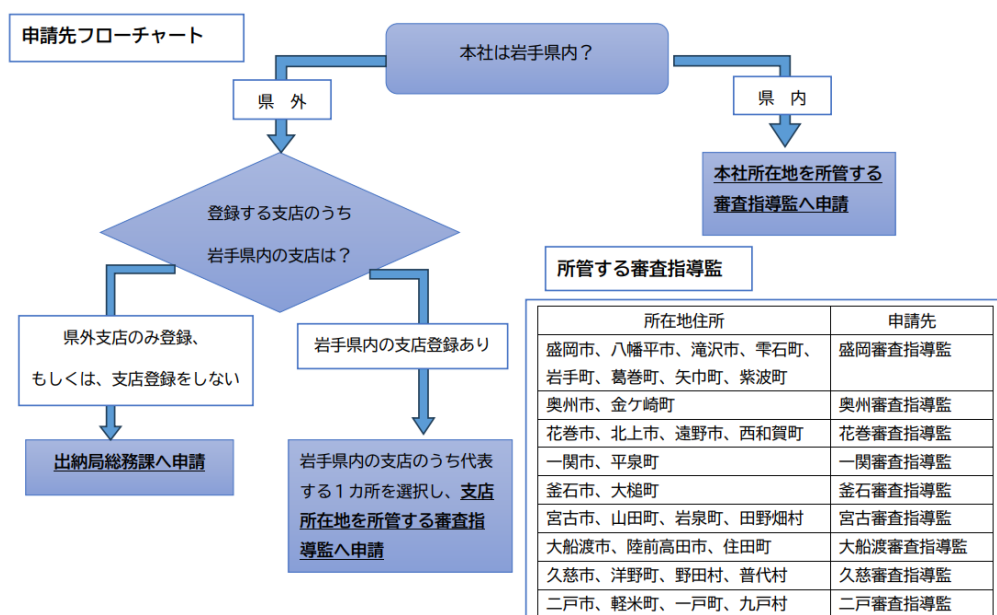 申請先フローチャート
本社は岩手県内？
県　外
県　内
本社所在地を所管する
審査指導監へ申請
登録する支店のうち
岩手県内の支店は？
県外支店のみ登録、
もしくは、支店登録をしない
岩手県内の支店登録あり
出納局総務課へ申請
岩手県内の支店のうち代表
する１カ所を選択し、支店
所在地を所管する審査指
導監へ申請
所管する審査指導監
所在地住所　申請先
盛岡市、八幡平市、滝沢市、雫石町、　盛岡審査指導監
岩手町、葛巻町、矢巾町、紫波町
奥州市、金ケ崎町　奥州審査指導監
花巻市、北上市、遠野市、西和賀町　花巻審査指導監
一関市、平泉町　一関審査指導監
釜石市、大槌町　釜石審査指導監
宮古市、山田町、岩泉町、田野畑村　宮古審査指導監
大船渡市、陸前高田市、住田町　大船渡審査指導監
久慈市、洋野町、野田村、普代村　久慈審査指導監
二戸市、軽米町、一戸町、九戸村　二戸審査指導監